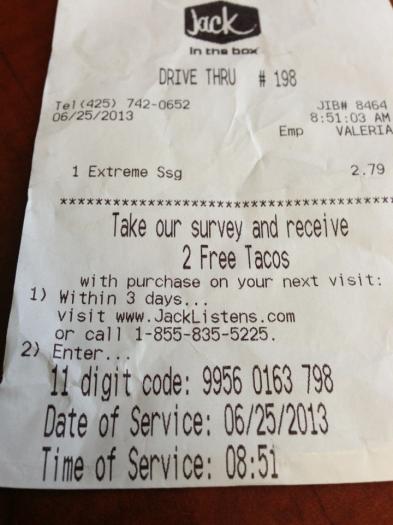 Jack
in the box
DRIVE THRU # 198
Tel(425) 742-0652 JIB# 8464
06/25/2013 8:51:03 AM
Emp VALERIA
1 Extreme Ssg 2.79
****************************************
Take our survey and receive
2 Free Tacos
with purchase on your next visit:
1) Within 3 days...
visit www.JackListens.com
or call 1-855-835-5225.
2) Enter...
11 digit code: 9956 0163 798
Date of Service: 06/25/2013
Time of Service: 08:51